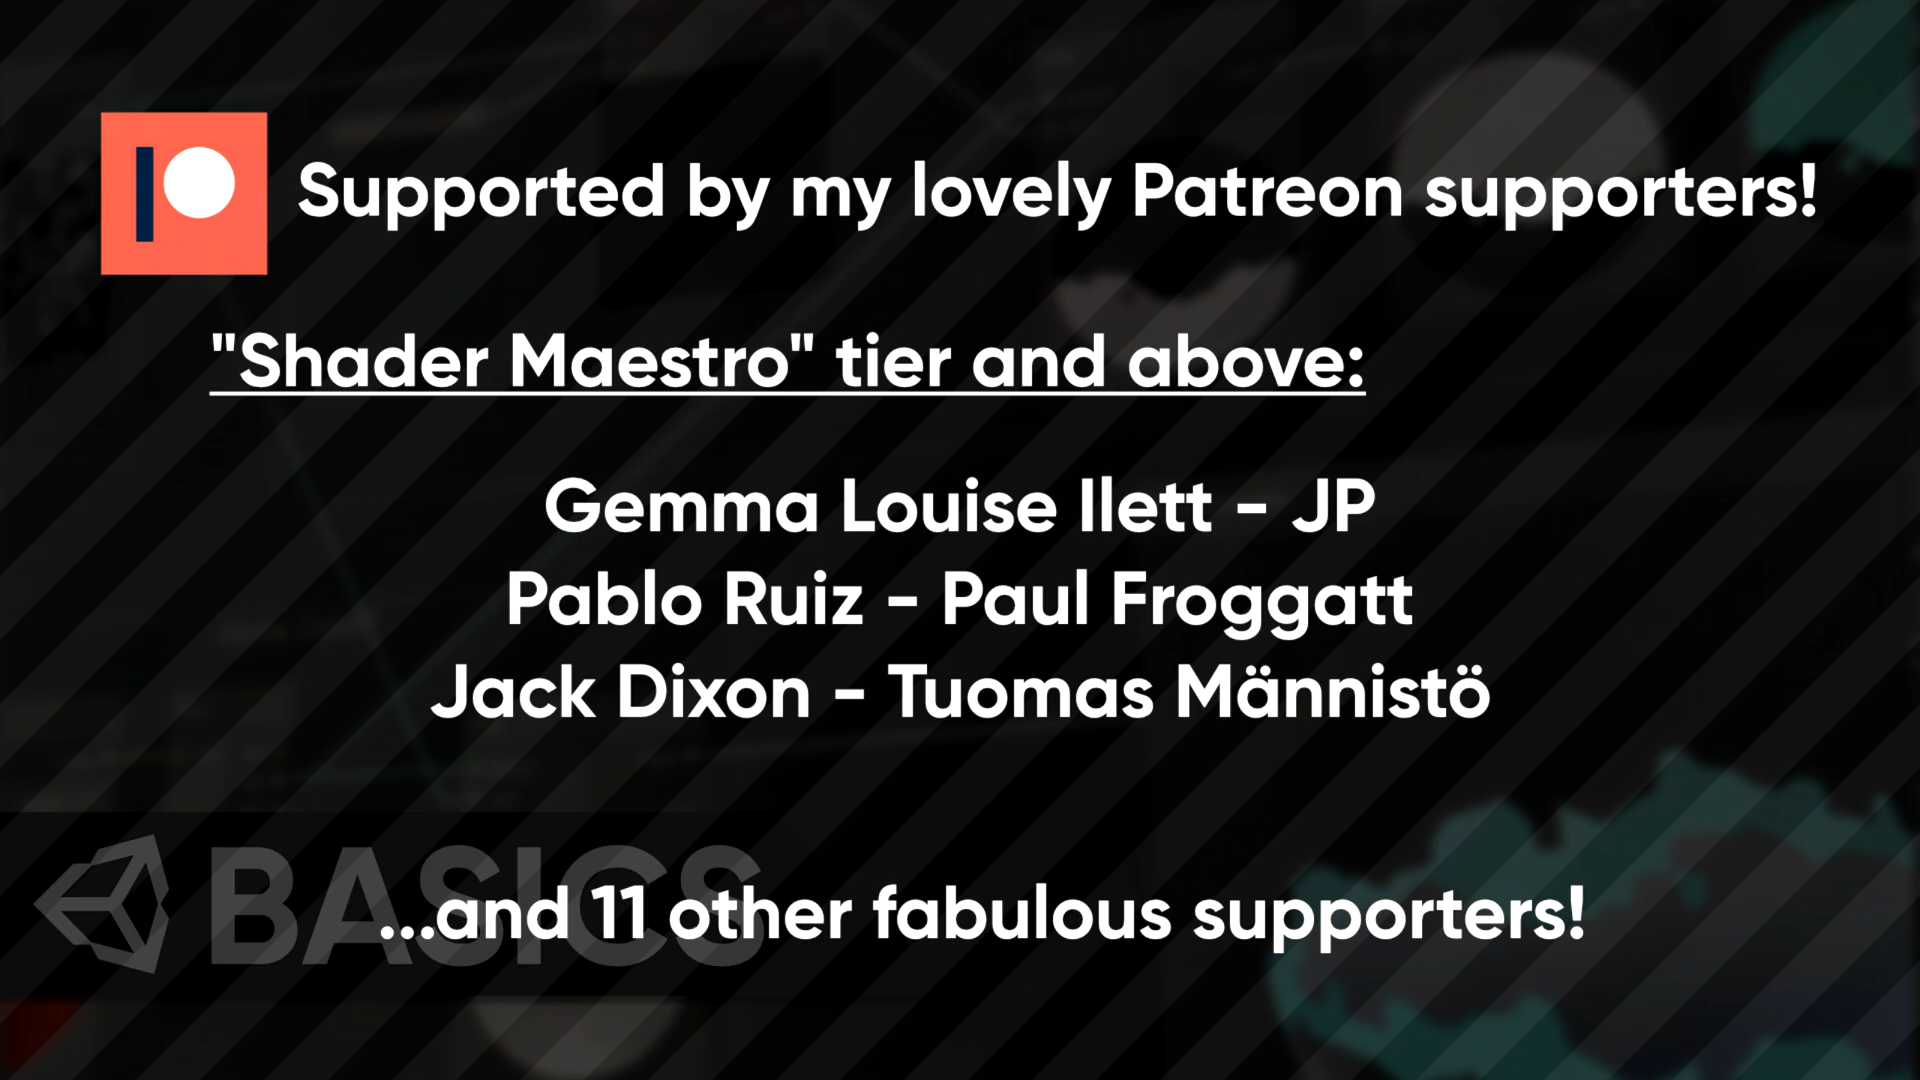 Supported by my lovely Patreon supporters!
"Shader Maestro" tier and above:
Gemma Louise Ilett - JP
Pablo Ruiz - Paul Froggatt
Jack Dixon - Tuomas Männistö
BASICS
...and 11 other fabulous supporters!